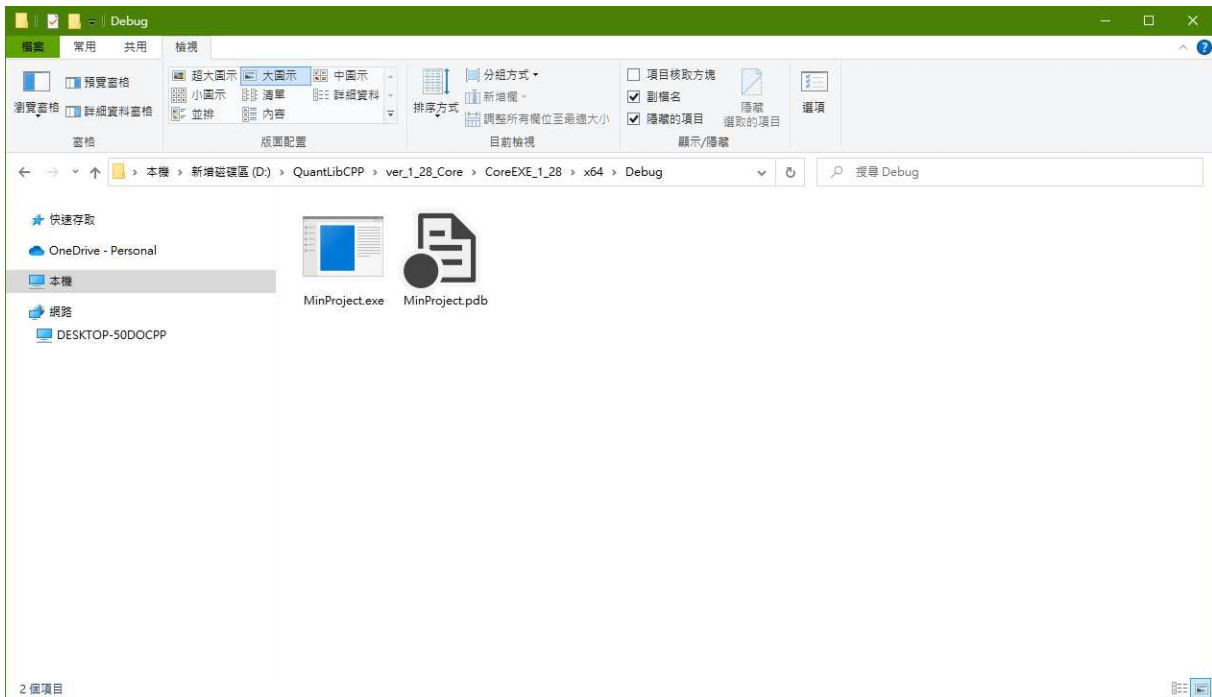 Debug
檔案 常用 共用 檢視
預覽窗格
瀏覽窗格 詳細資料窗格
窗格
超大圖示 大圖示 中圖示
小圖示 清單 詳細資料
並排 內容
版面配置
排序方式
分組方式
新增欄
調整所有欄位至最適大小
目前檢視
項目核取方塊
副檔名
隱藏的項目
隱藏
選取的項目
顯示/隱藏
選項
本機 › 新增磁碟區 (D:) › QuantLibCPP › ver_1_28_Core › CoreEXE_1_28 › x64 › Debug
搜尋 Debug
快速存取
OneDrive - Personal
本機
網路
DESKTOP-50DOCPP
MinProject.exe MinProject.pdb
2 個項目